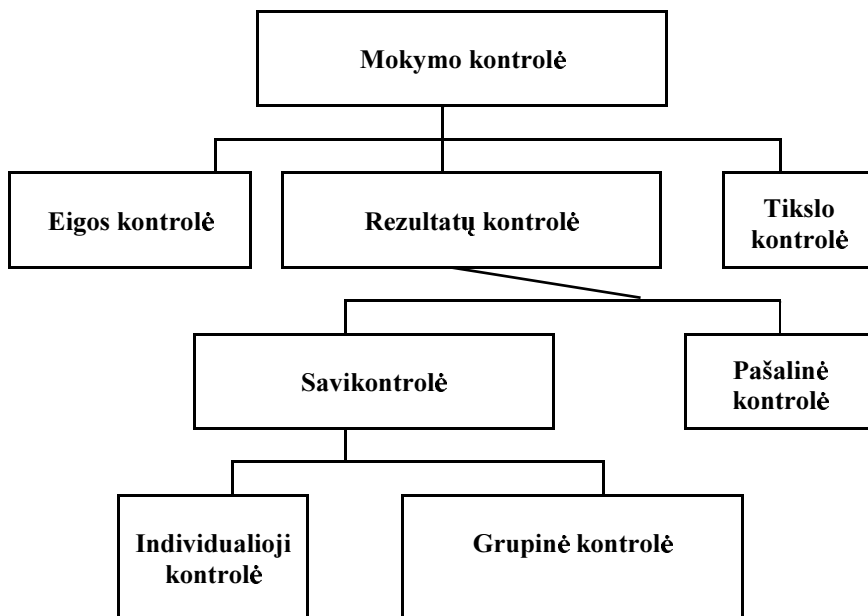 Mokymo kontrolė
Eigos kontrolė
Rezultatų kontrolė
Tikslo
kontrolė
Savikontrolė
Pašalinė
kontrolė
Individualioji
kontrolė
Grupinė kontrolė